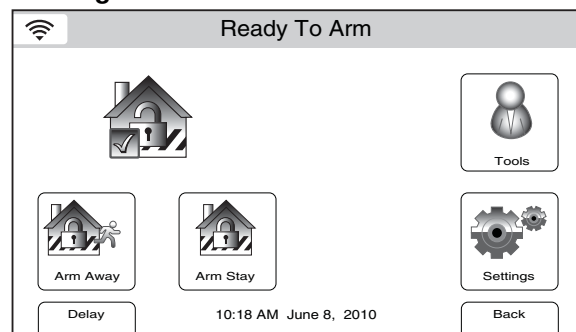 Ready To Arm
Tools
Arm Away
Arm Stay
Settings
Delay
10:18 AM June 8, 2010
Back